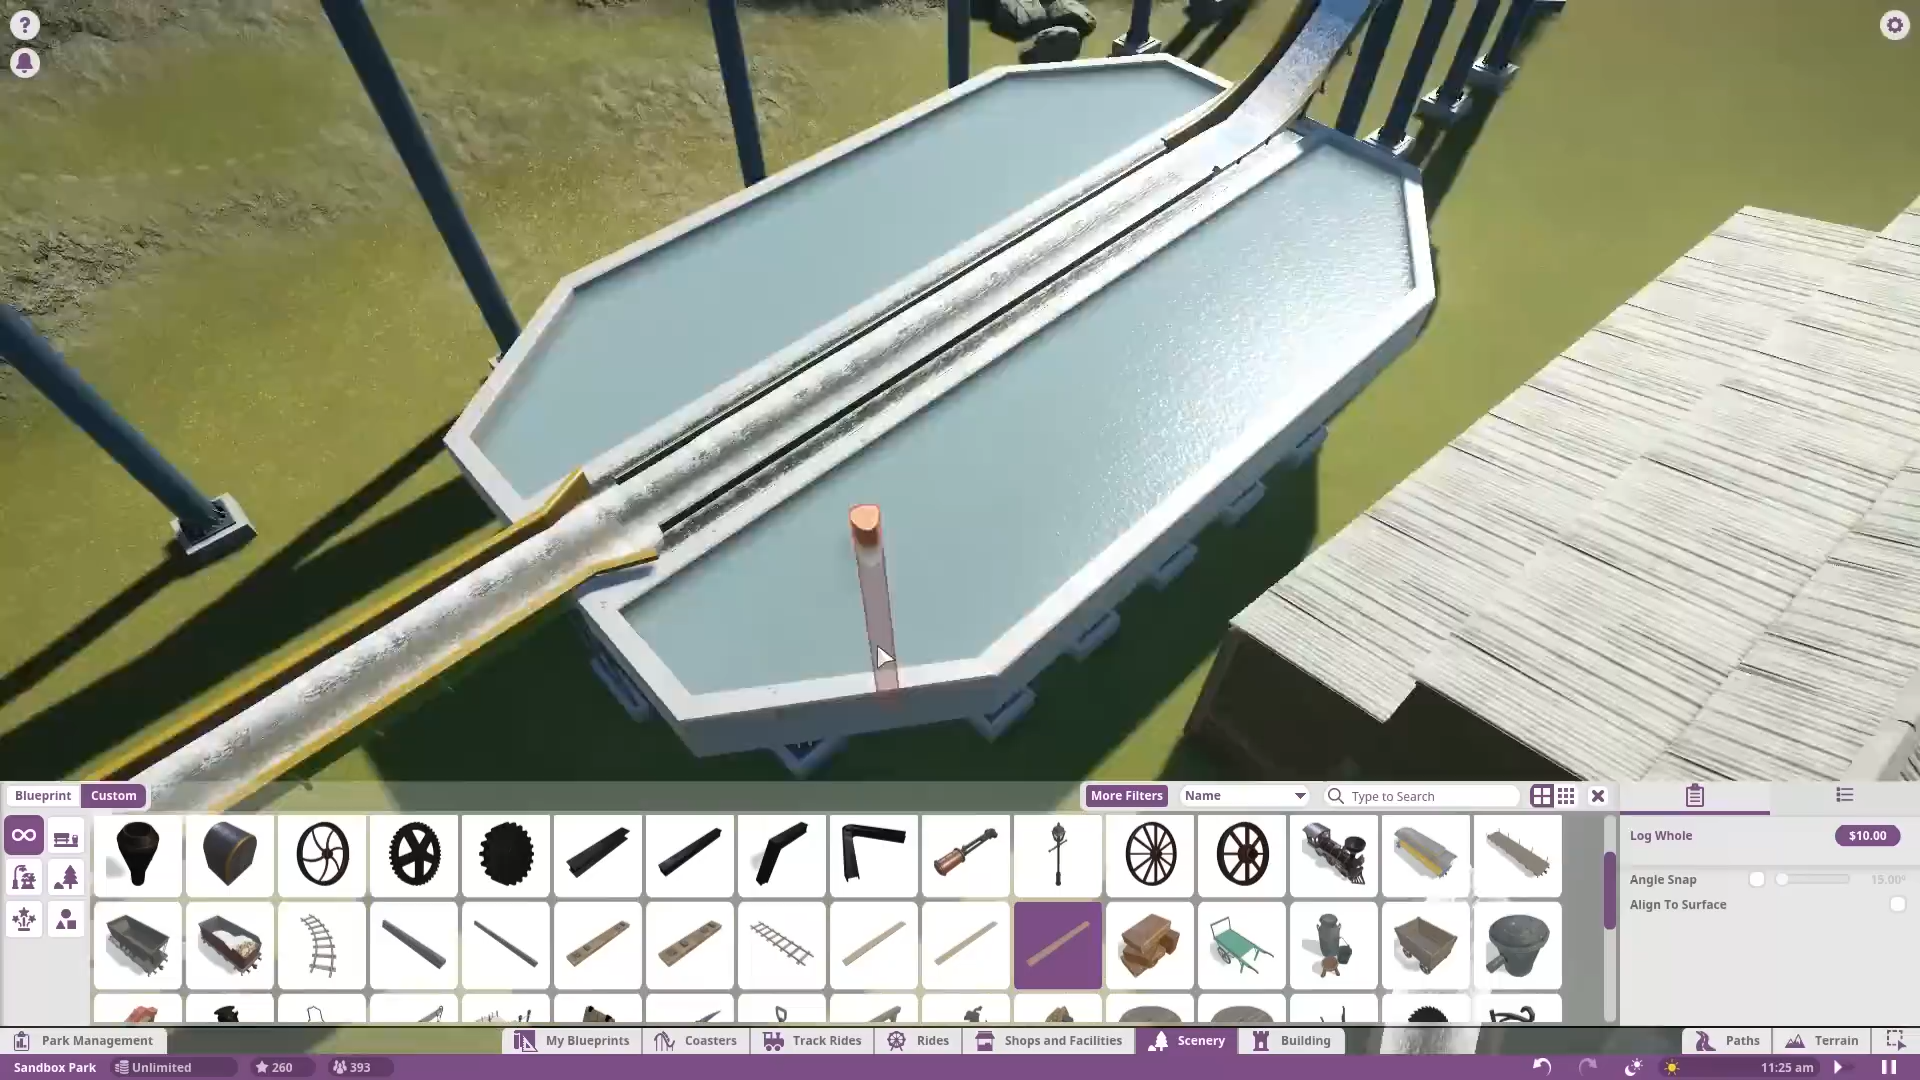 ?
Blueprint Custom More Filters Name Type to Search
Log Whole $10.00
Angle Snap 15.00°
Align To Surface
Park Management My Blueprints Coasters Track Rides Rides Shops and Facilities Scenery Building Paths Terrain
Sandbox Park Unlimited 260 393 11:25 am